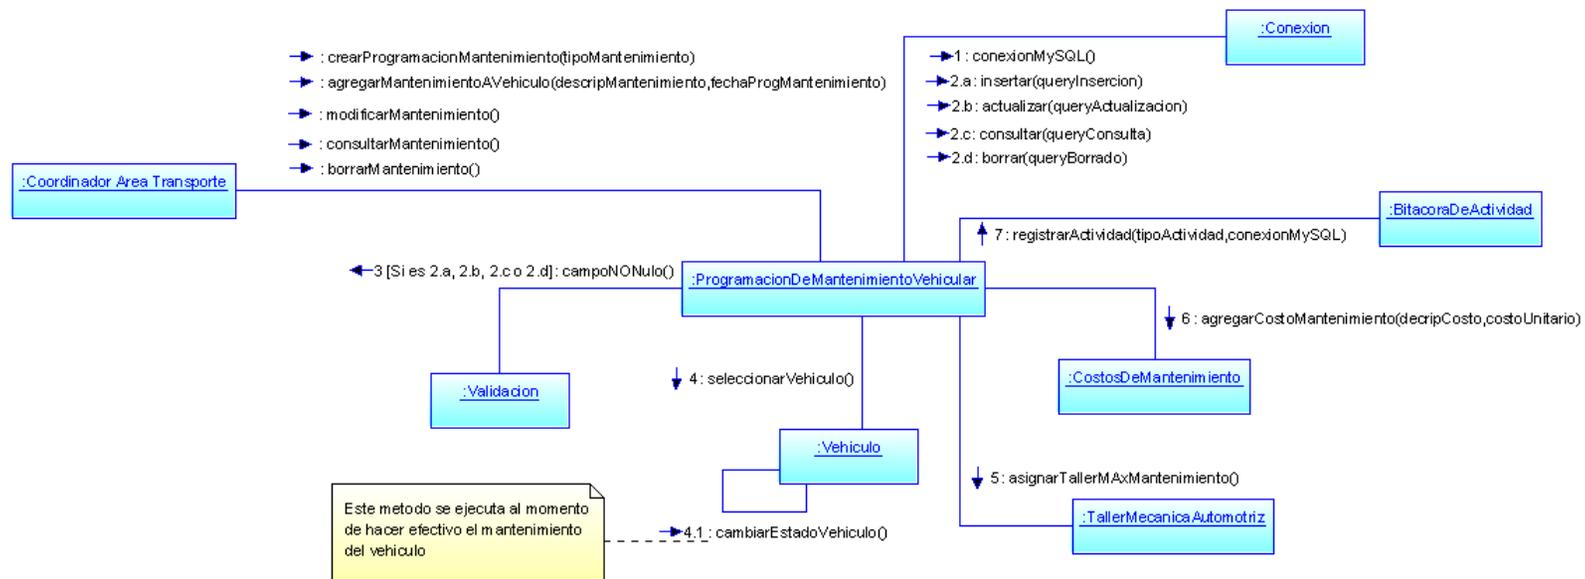 :Conexion
: crearProgramacionMantenimiento(tipoMantenimiento)
: agregarMantenimientoAVehiculo(descripMantenimiento,fechaProgMantenimiento)
: modificarMantenimiento()
: consultarMantenimiento()
: borrarMantenimiento()
1 : conexionMySQL()
2.a : insertar(queryInsercion)
2.b : actualizar(queryActualizacion)
2.c : consultar(queryConsulta)
2.d : borrar(queryBorrado)
:Coordinador Area Transporte
:BitacoraDeActividad
7 : registrarActividad(tipoActividad,conexionMySQL)
3 [Si es 2.a, 2.b, 2.c o 2.d] : campoNONulo()
:ProgramacionDeMantenimientoVehicular
6 : agregarCostoMantenimiento(decripCosto,costoUnitario)
:Validacion
4 : seleccionarVehiculo()
:CostosDeMantenimiento
:Vehiculo
5 : asignarTallerMAxMantenimiento()
:TallerMecanicaAutomotriz
Este metodo se ejecuta al momento
de hacer efectivo el mantenimiento
del vehiculo
4.1 : cambiarEstadoVehiculo()